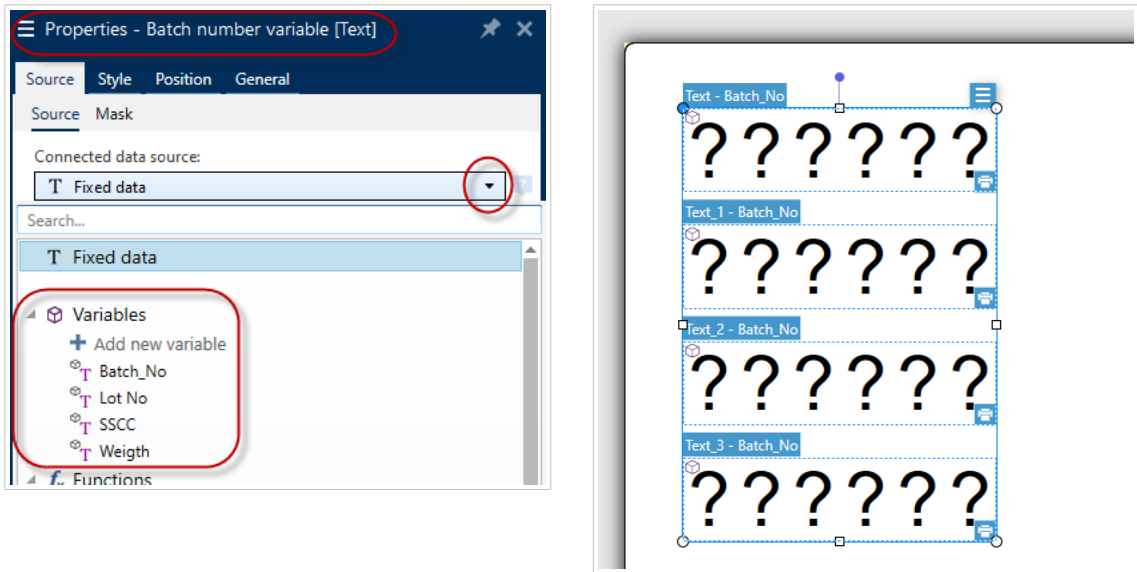 Properties - Batch number variable [Text]
Source Style Position General
Source Mask
Connected data source:
T Fixed data
Search...
T Fixed data
Variables
Add new variable
T Batch_No
T Lot No
T SSCC
T Weigth
Functions
Text - Batch_No
??????
Text_1 - Batch_No
??????
Text_2 - Batch_No
??????
Text_3 - Batch_No
??????